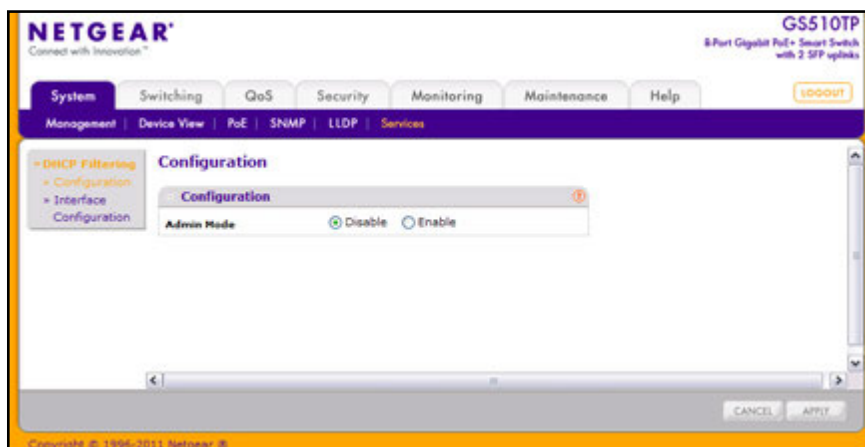 NETGEAR®
Connect with Innovation™
GS510TP
8-Port Gigabit PoE+ Smart Switch
with 2 SFP uplinks
System Switching QoS Security Monitoring Maintenance Help LOGOUT
Management | Device View | PoE | SNMP | LLDP | Services
» DHCP Filtering
» Configuration
» Interface
Configuration
Configuration
Configuration
Admin Mode Disable Enable
CANCEL APPLY
Copyright © 1996-2011 Netgear ®